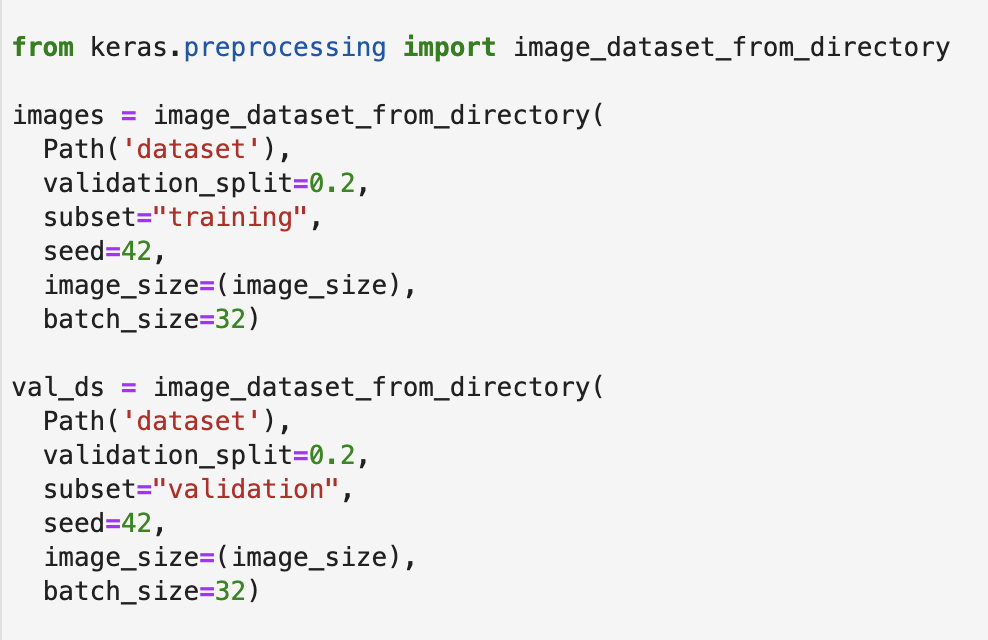 from keras.preprocessing import image_dataset_from_directory
images = image_dataset_from_directory(
  Path('dataset'),
  validation_split=0.2,
  subset="training",
  seed=42,
  image_size=(image_size),
  batch_size=32)
val_ds = image_dataset_from_directory(
  Path('dataset'),
  validation_split=0.2,
  subset="validation",
  seed=42,
  image_size=(image_size),
  batch_size=32)